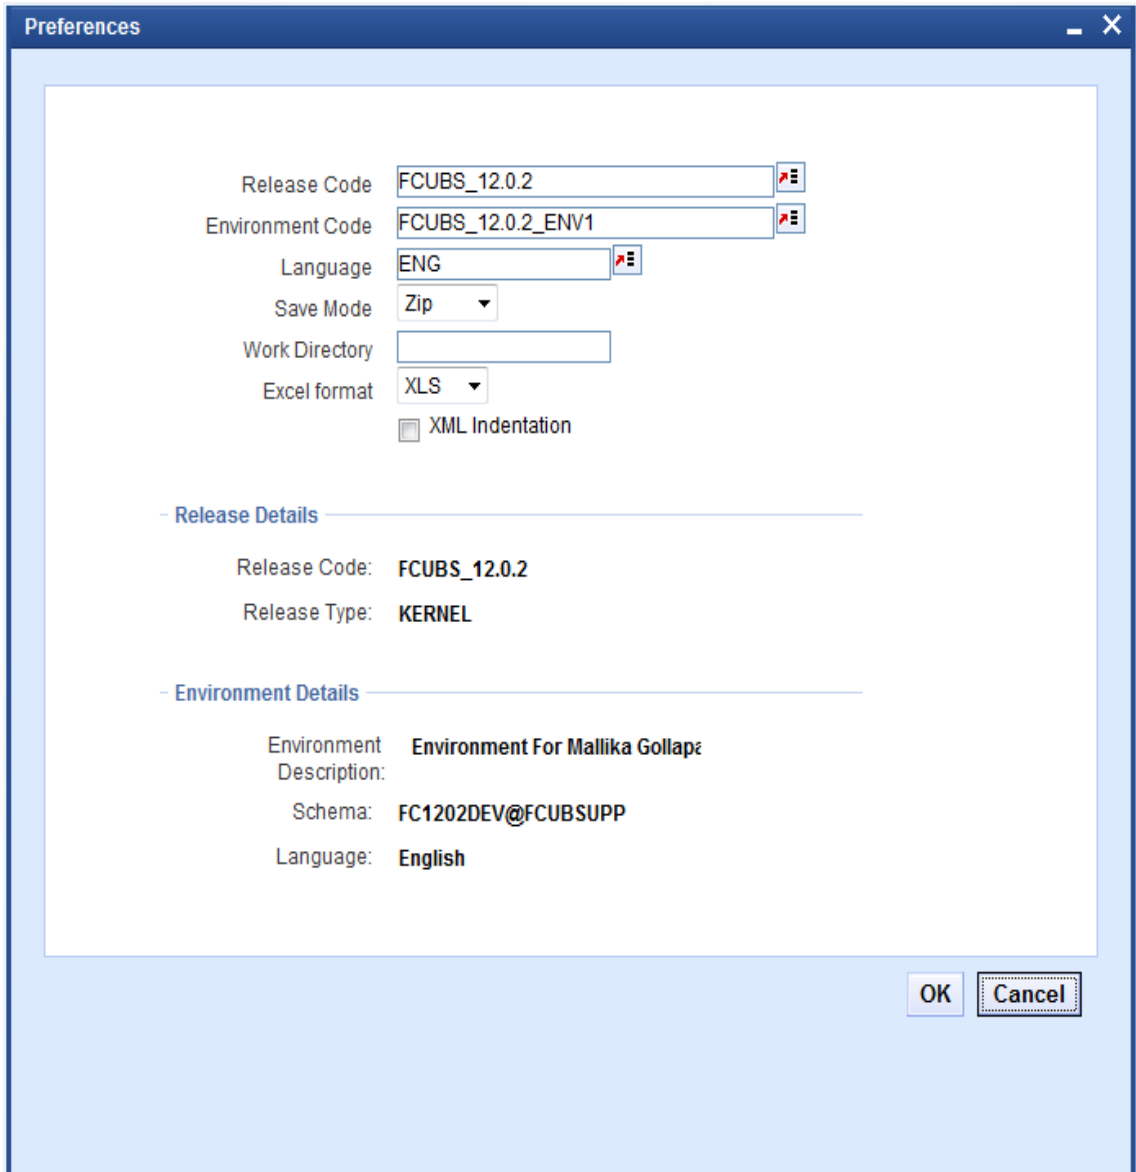 Preferences
Release Code FCUBS_12.0.2
Environment Code FCUBS_12.0.2_ENV1
Language ENG
Save Mode Zip
Work Directory
Excel format XLS
XML Indentation
Release Details
Release Code: FCUBS_12.0.2
Release Type: KERNEL
Environment Details
Environment Description: Environment For Mallika Gollapa
Schema: FC1202DEV@FCUBSUPP
Language: English
OK Cancel